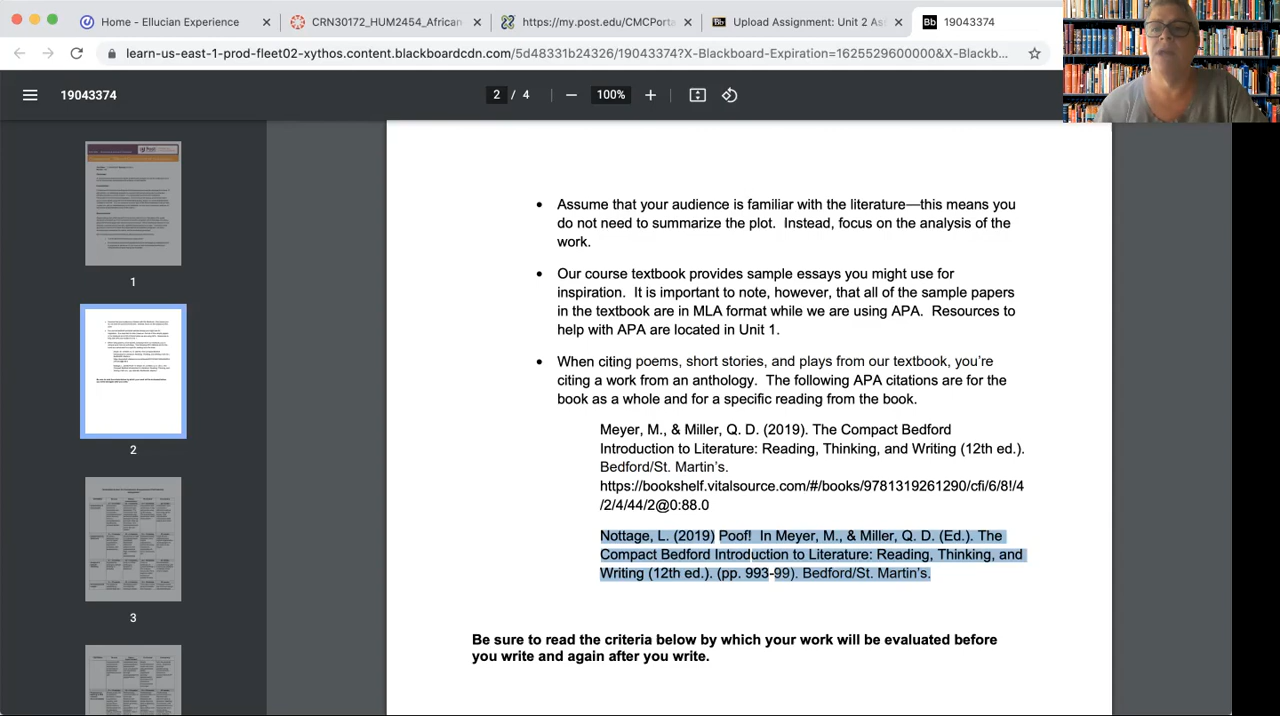 Home - Ellucian Experience
CRN30172_HUM2454_African
https://my.post.edu/CMCPorta
Bb Upload Assignment: Unit 2 As
Bb 19043374
learn-us-east-1-prod-fleet02-xythos.content.blackboardcdn.com/5d48331b24326/19043374?X-Blackboard-Expiration=1625529600000&X-Blackb...
19043374
2 / 4
100%
Assume that your audience is familiar with the literature—this means you
do not need to summarize the plot. Instead, focus on the analysis of the
work.
Our course textbook provides sample essays you might use for
inspiration. It is important to note, however, that all of the sample papers
in the textbook are in MLA format while we are using APA. Resources to
help with APA are located in Unit 1.
When citing poems, short stories, and plays from our textbook, you're
citing a work from an anthology. The following APA citations are for the
book as a whole and for a specific reading from the book.
Meyer, M., & Miller, Q. D. (2019). The Compact Bedford
Introduction to Literature: Reading, Thinking, and Writing (12th ed.).
Bedford/St. Martin's.
https://bookshelf.vitalsource.com/#/books/9781319261290/cfi/6/8!/4
/2/4/44/2@0:88.0
Nottage, L. (2019) Poof! In Meyer, M., & Miller, Q. D. (Ed.). The
Compact Bedford Introduction to Literature: Reading, Thinking, and
Writing (12th ed.). (pp. 993-99). Bedford/St. Martin's.
Be sure to read the criteria below by which your work will be evaluated before
you write and again after you write.
1
2
3